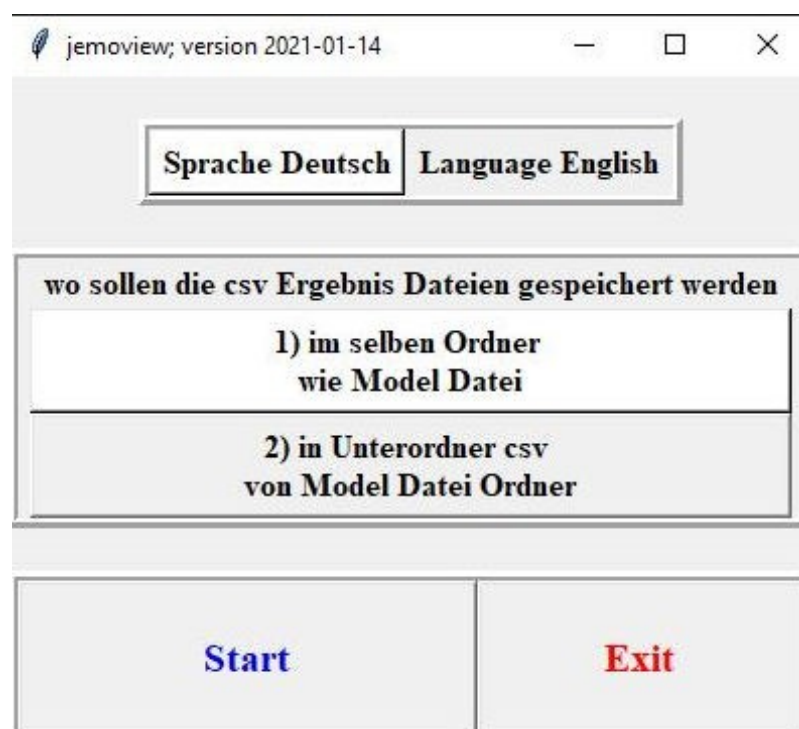 jemoview; version 2021-01-14
Sprache Deutsch Language English
wo sollen die csv Ergebnis Dateien gespeichert werden
1) im selben Ordner
wie Model Datei
2) in Unterordner csv
von Model Datei Ordner
Start Exit